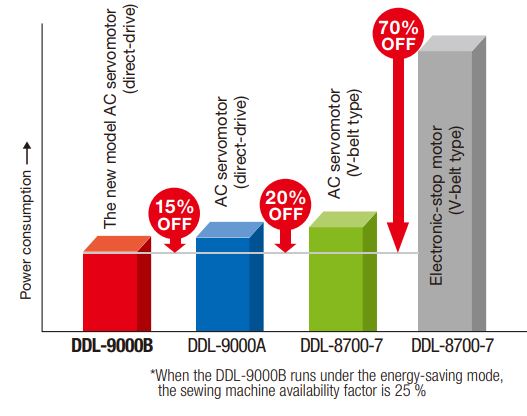 70%
OFF
The new model AC servomotor
(direct-drive)
AC servomotor
(direct-drive)
AC servomotor
(V-belt type)
Electronic-stop motor
(V-belt type)
15%
OFF
20%
OFF
Power consumption →
DDL-9000B DDL-9000A DDL-8700-7 DDL-8700-7
*When the DDL-9000B runs under the energy-saving mode,
the sewing machine availability factor is 25 %